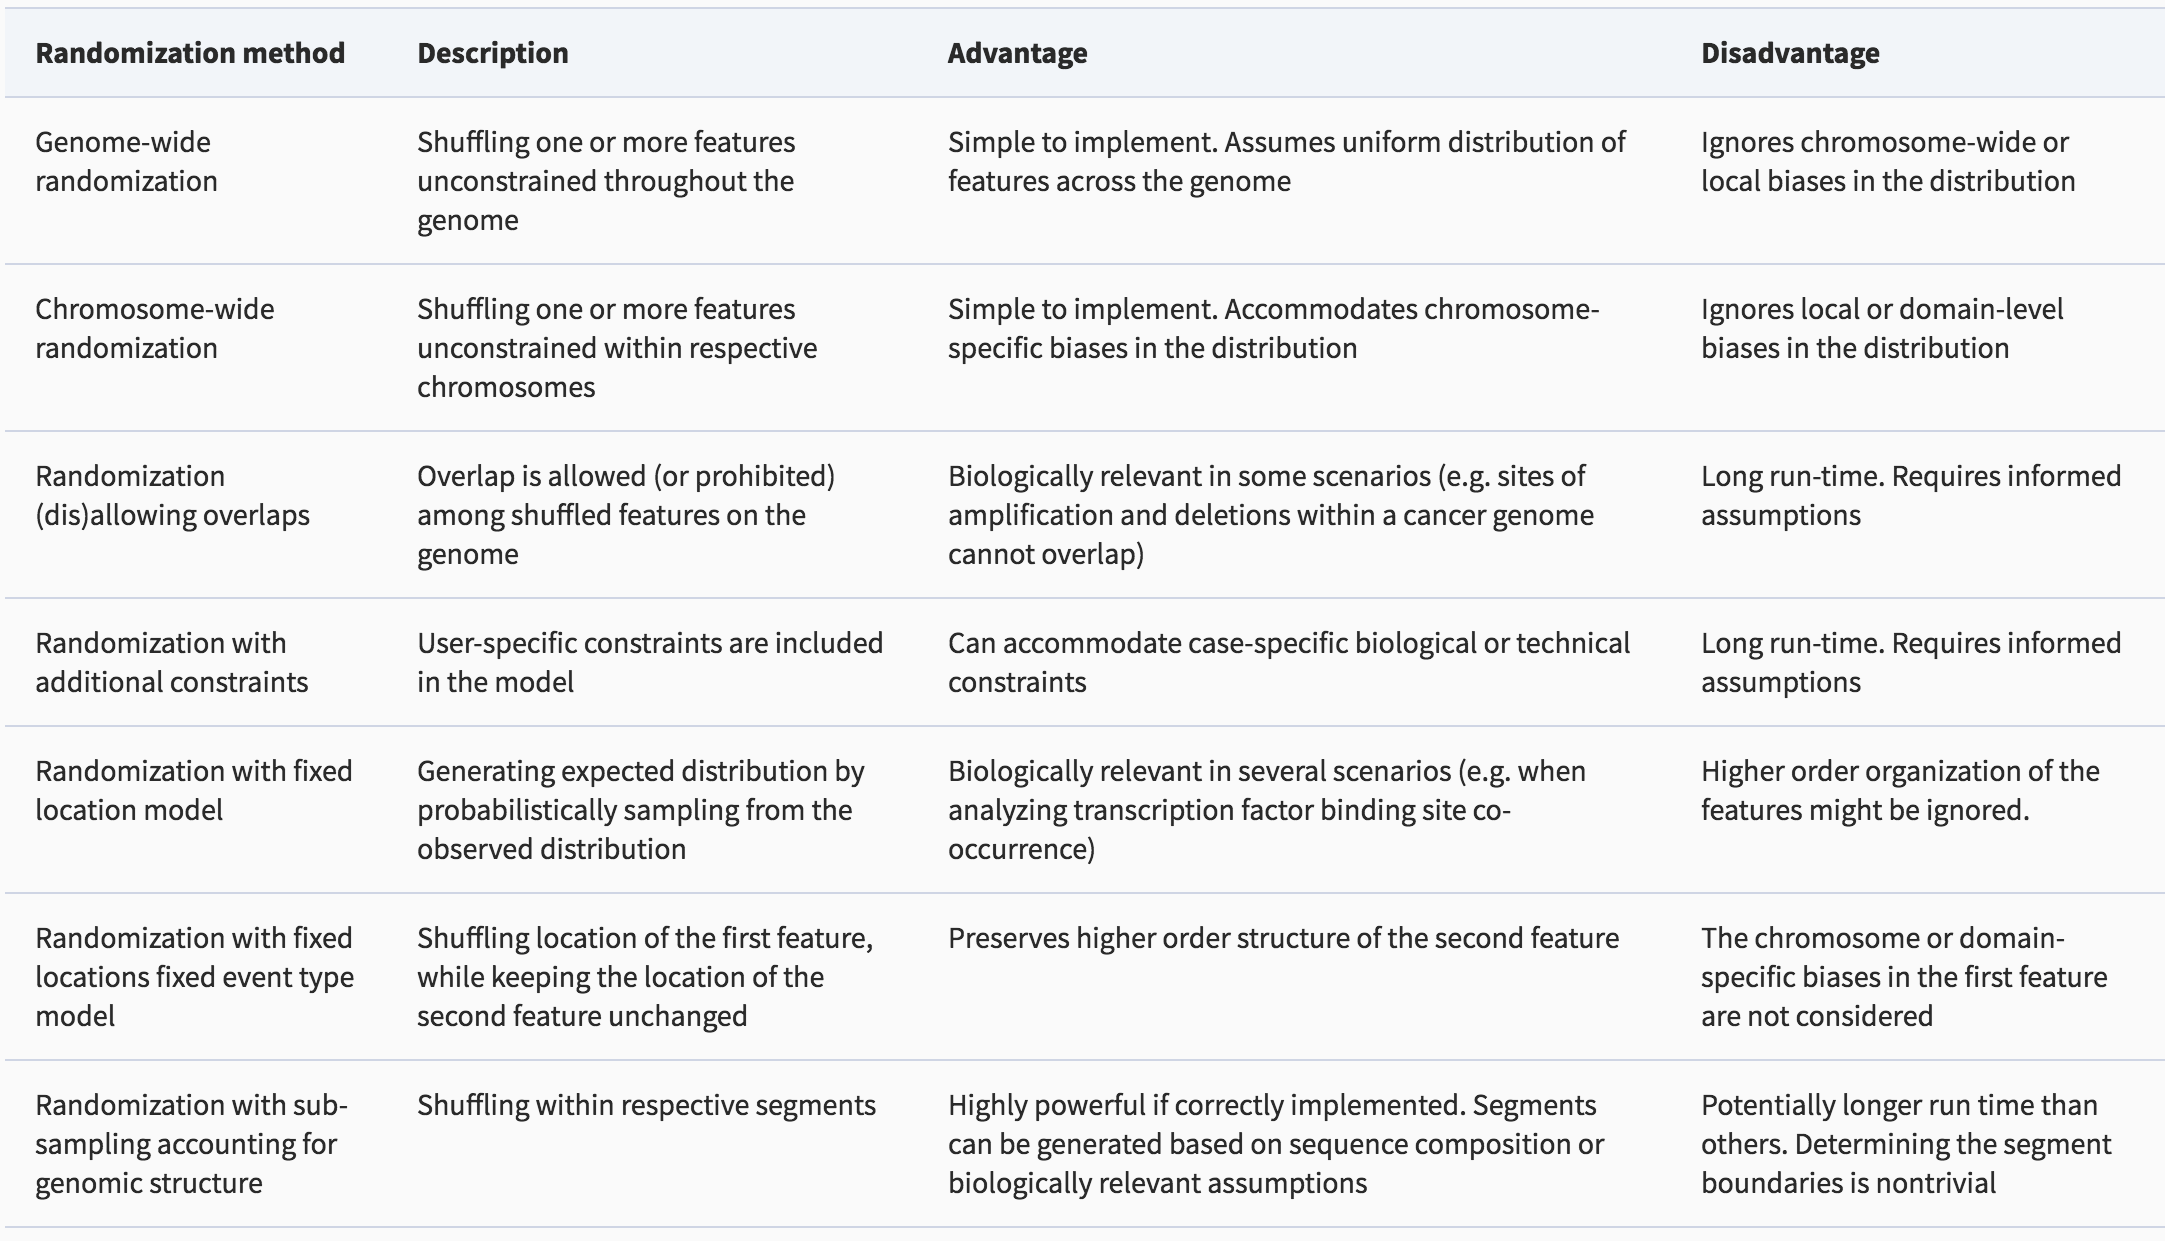 Randomization method
Description
Advantage
Disadvantage
Genome-wide
randomization
Shuffling one or more features
unconstrained throughout the
genome
Simple to implement. Assumes uniform distribution of
features across the genome
Ignores chromosome-wide or
local biases in the distribution
Chromosome-wide
randomization
Shuffling one or more features
unconstrained within respective
chromosomes
Simple to implement. Accommodates chromosome-
specific biases in the distribution
Ignores local or domain-level
biases in the distribution
Randomization
(dis)allowing overlaps
Overlap is allowed (or prohibited)
among shuffled features on the
genome
Biologically relevant in some scenarios (e.g. sites of
amplification and deletions within a cancer genome
cannot overlap)
Long run-time. Requires informed
assumptions
Randomization with
additional constraints
User-specific constraints are included
in the model
Can accommodate case-specific biological or technical
constraints
Long run-time. Requires informed
assumptions
Randomization with fixed
location model
Generating expected distribution by
probabilistically sampling from the
observed distribution
Biologically relevant in several scenarios (e.g. when
analyzing transcription factor binding site co-
occurrence)
Higher order organization of the
features might be ignored.
Randomization with fixed
locations fixed event type
model
Shuffling location of the first feature,
while keeping the location of the
second feature unchanged
Preserves higher order structure of the second feature
The chromosome or domain-
specific biases in the first feature
are not considered
Randomization with sub-
sampling accounting for
genomic structure
Shuffling within respective segments
Highly powerful if correctly implemented. Segments
can be generated based on sequence composition or
biologically relevant assumptions
Potentially longer run time than
others. Determining the segment
boundaries is nontrivial